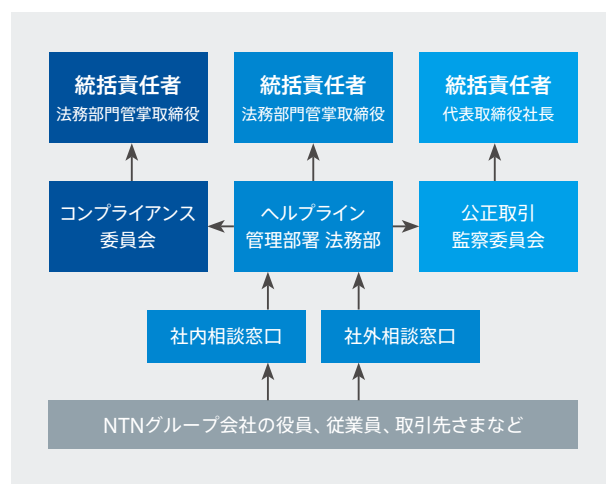 統括責任者
法務部門管掌取締役
統括責任者
法務部門管掌取締役
統括責任者
代表取締役社長
コンプライアンス
委員会
ヘルプライン
管理部署 法務部
公正取引
監察委員会
社内相談窓口
社外相談窓口
NTNグループ会社の役員、従業員、取引先さまなど